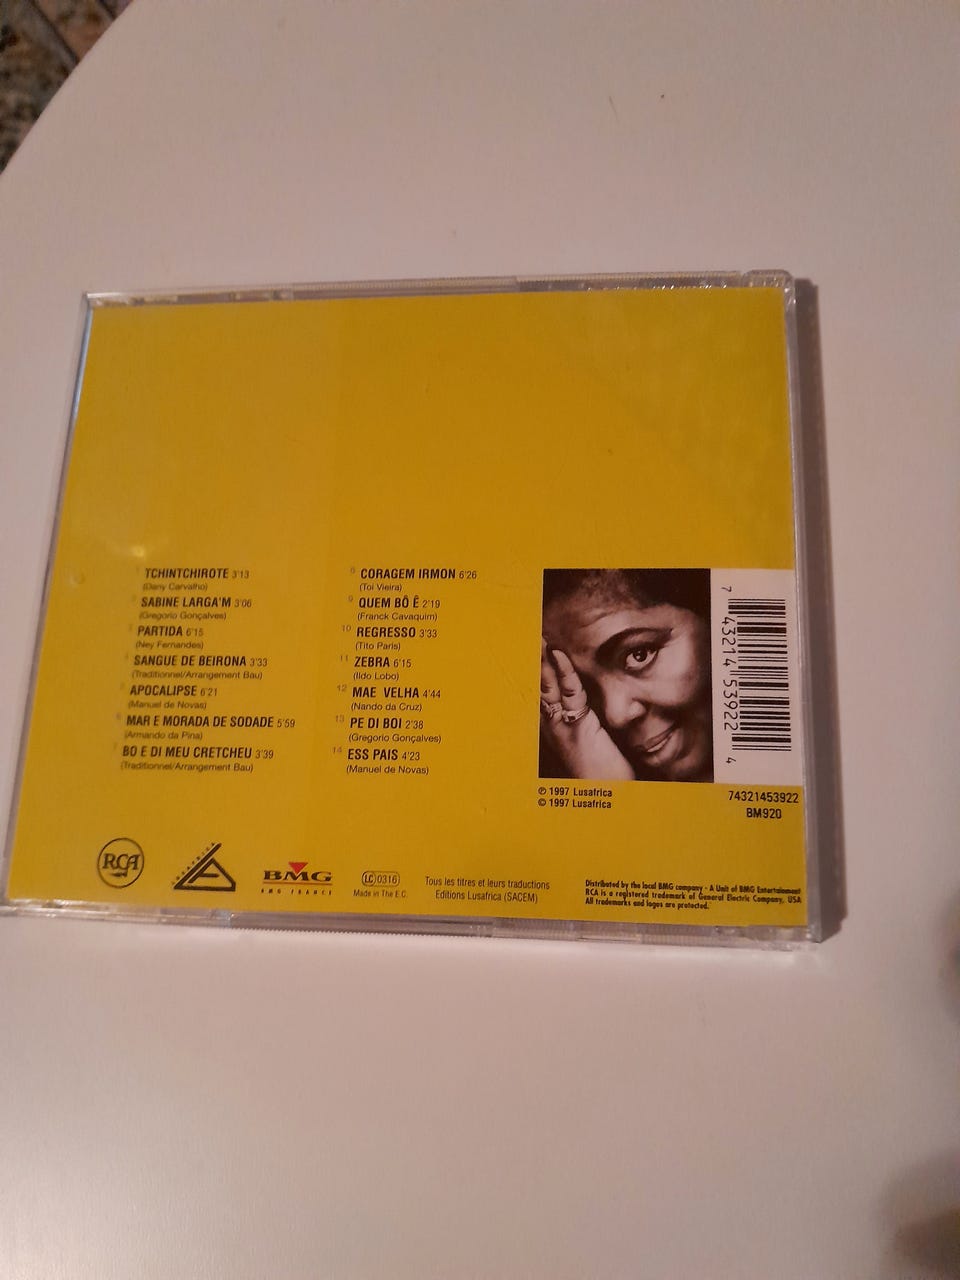 1 TCHINTCHIROTE 3'13
(Dany Carvalho)
2 SABINE LARGA'M 3'06
(Gregorio Gonçalves)
3 PARTIDA 6'15
(Ney Fernandes)
4 SANGUE DE BEIRONA 3'33
(Traditionnel/Arrangement Bau)
5 APOCALIPSE 6'21
(Manuel de Novas)
6 MAR E MORADA DE SODADE 5'59
(Armando da Pina)
7 BO E DI MEU CRETCHEU 3'39
(Traditionnel/Arrangement Bau)
8 CORAGEM IRMON 6'26
(Toi Vieira)
9 QUEM BÔ Ê 2'19
(Franck Cavaquim)
10 REGRESSO 3'33
(Tito Paris)
11 ZEBRA 6'15
(Ildo Lobo)
12 MAE VELHA 4'44
(Nando da Cruz)
13 PE DI BOI 2'38
(Gregorio Gonçalves)
14 ESS PAIS 4'23
(Manuel de Novas)
7 43214 53922 4
℗ 1997 Lusafrica
© 1997 Lusafrica
74321453922
BM920
RCA
LUSAFRICA
BMG
BMG FRANCE
LC 0316
Made in The E.C.
Tous les titres et leurs traductions
Editions Lusafrica (SACEM)
Distributed by the local BMG company - A Unit of BMG Entertainment
RCA is a registered trademark of General Electric Company, USA
All trademarks and logos are protected.